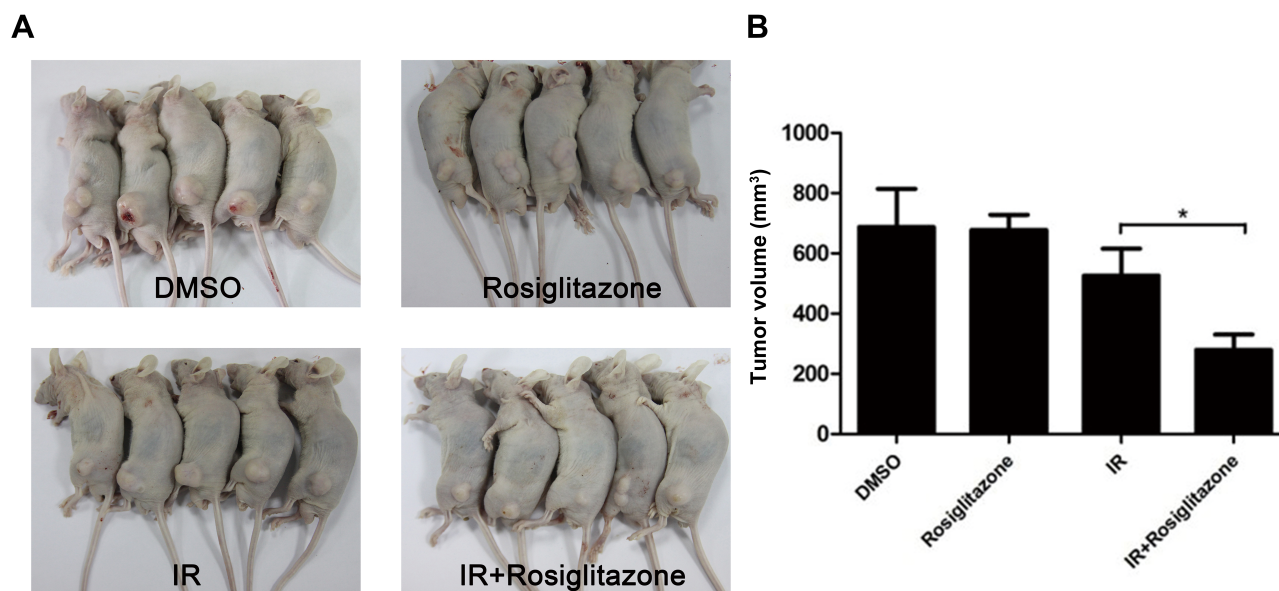 A
B
DMSO
Rosiglitazone
IR
IR+Rosiglitazone
Tumor volume (mm³)
1000
800
600
400
200
0
*
DMSO
Rosiglitazone
IR
IR+Rosiglitazone